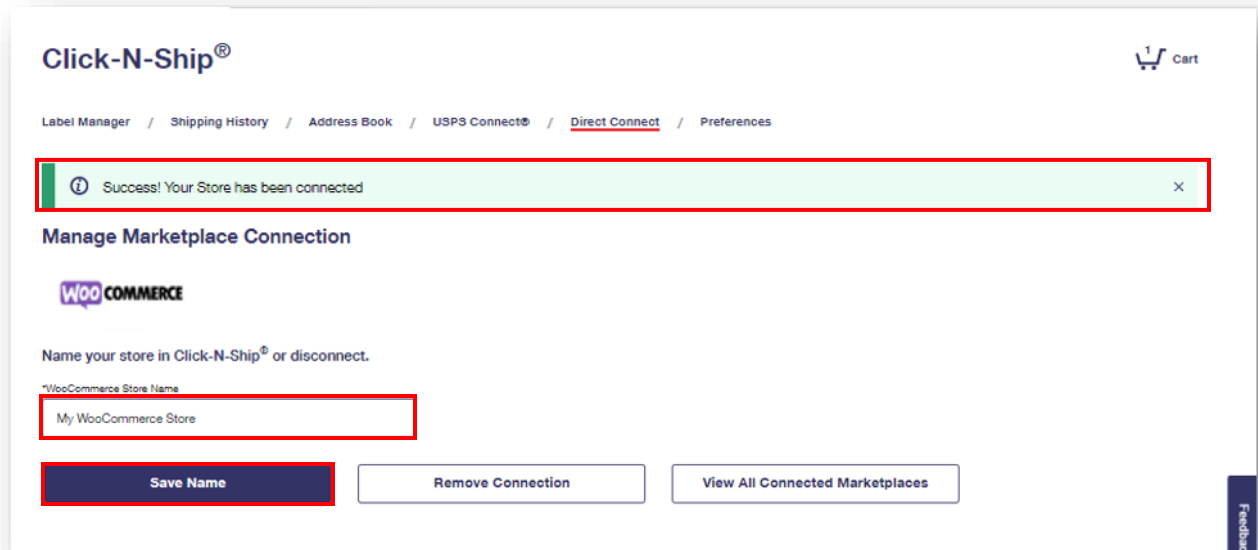 Click-N-Ship®
1 Cart
Label Manager / Shipping History / Address Book / USPS Connect® / Direct Connect / Preferences
Success! Your Store has been connected
Manage Marketplace Connection
WOO COMMERCE
Name your store in Click-N-Ship® or disconnect.
*WooCommerce Store Name
My WooCommerce Store
Save Name Remove Connection View All Connected Marketplaces